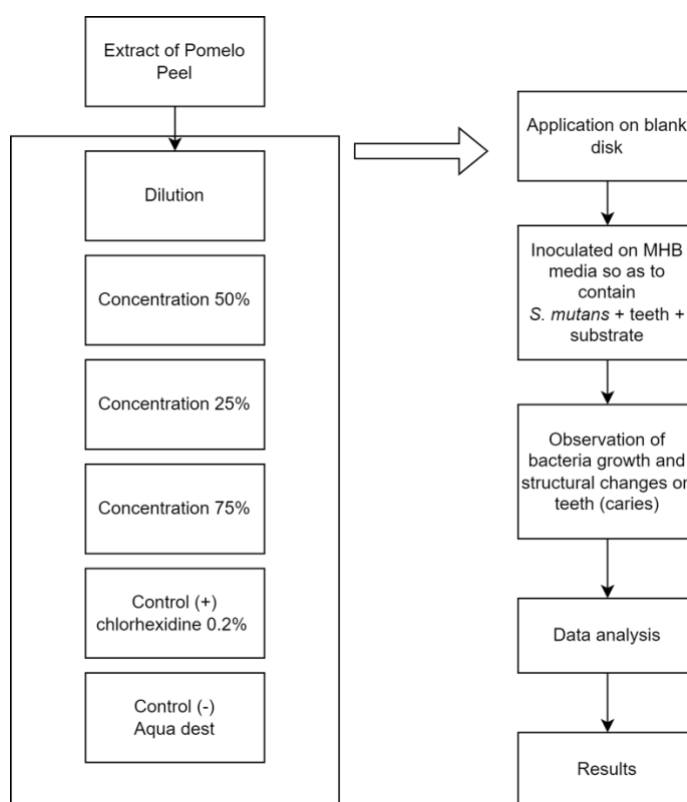 Extract of Pomelo
Peel
Dilution
Concentration 50%
Concentration 25%
Concentration 75%
Control (+)
chlorhexidine 0.2%
Control (-)
Aqua dest
Application on blank
disk
Inoculated on MHB
media so as to
contain
S. mutans + teeth +
substrate
Observation of
bacteria growth and
structural changes on
teeth (caries)
Data analysis
Results